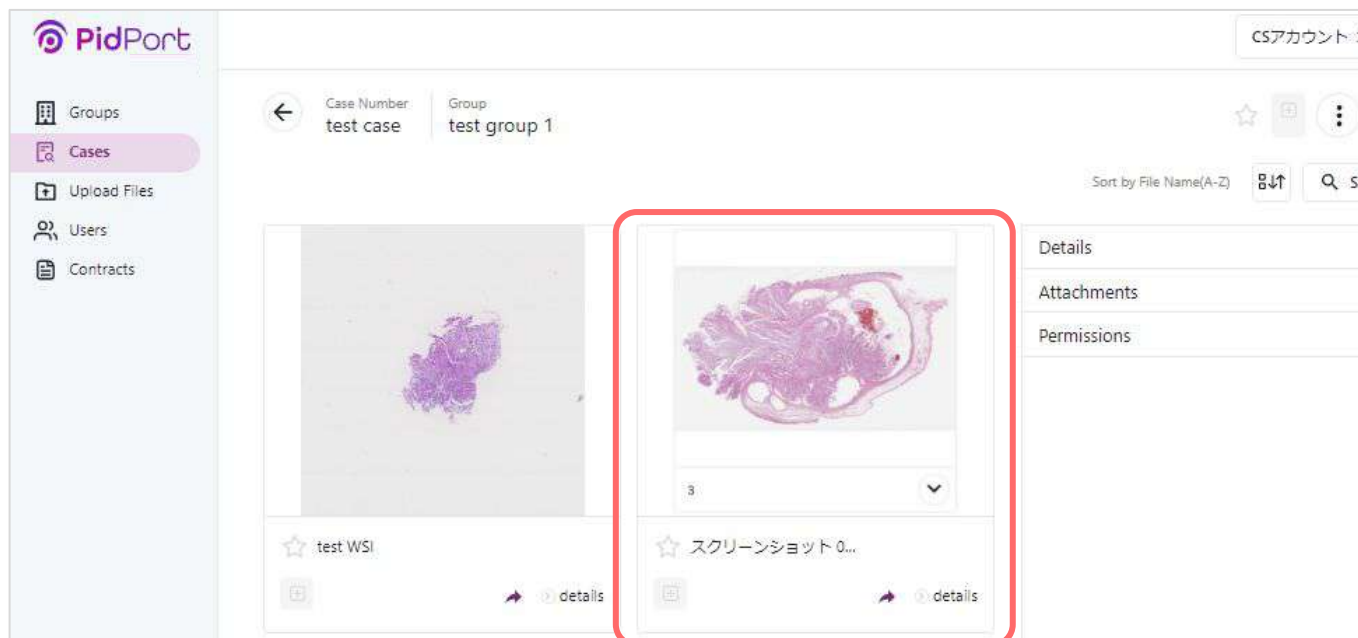 PidPort
CSアカウント
Groups
Cases
Upload Files
Users
Contracts
Case Number
test case
Group
test group 1
Sort by File Name(A-Z)
S
Details
Attachments
Permissions
3
test WSI
details
スクリーンショット 0...
details